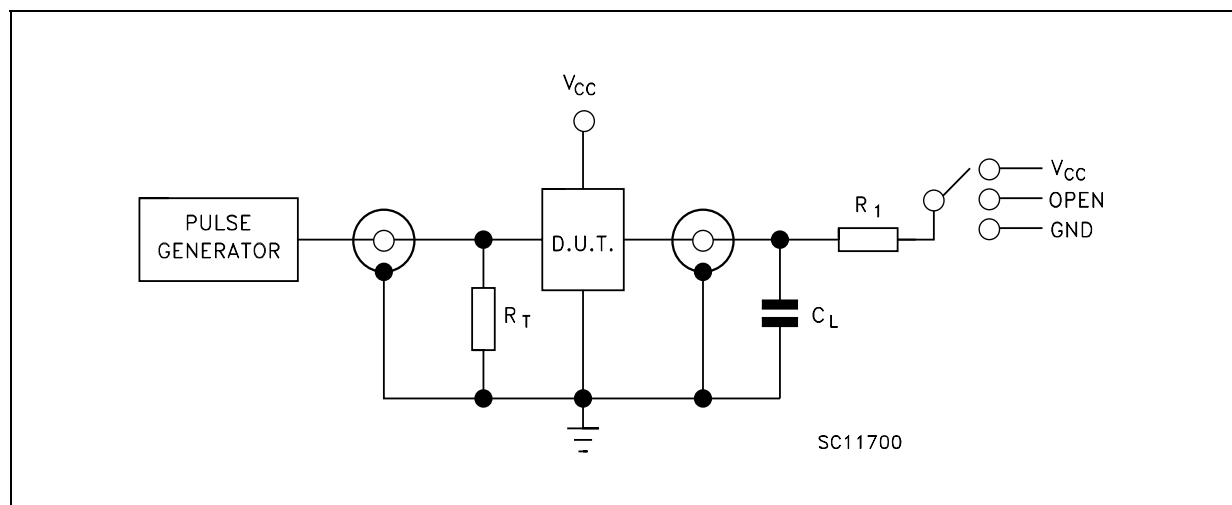 VCC
PULSE
GENERATOR
D.U.T.
RT
CL
R1
VCC
OPEN
GND
SC11700